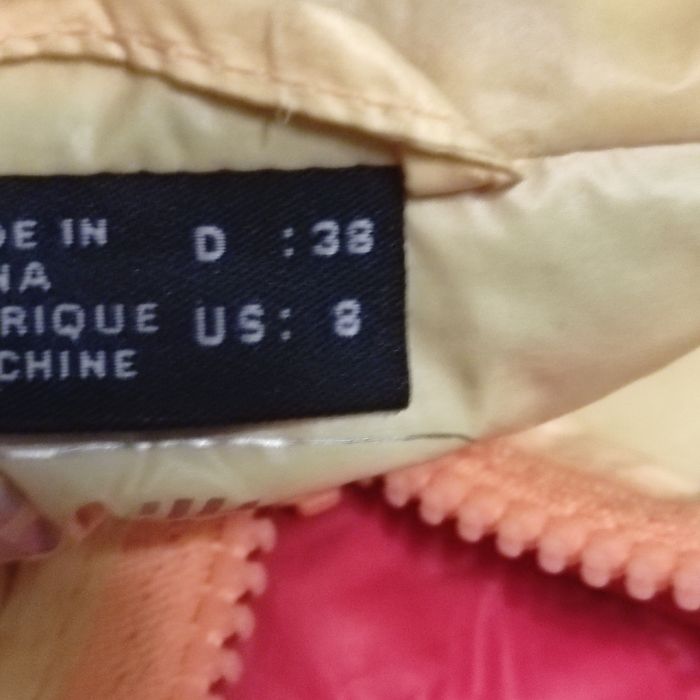 DE IN
NA
RIQUE
CHINE
D : 38
US: 8